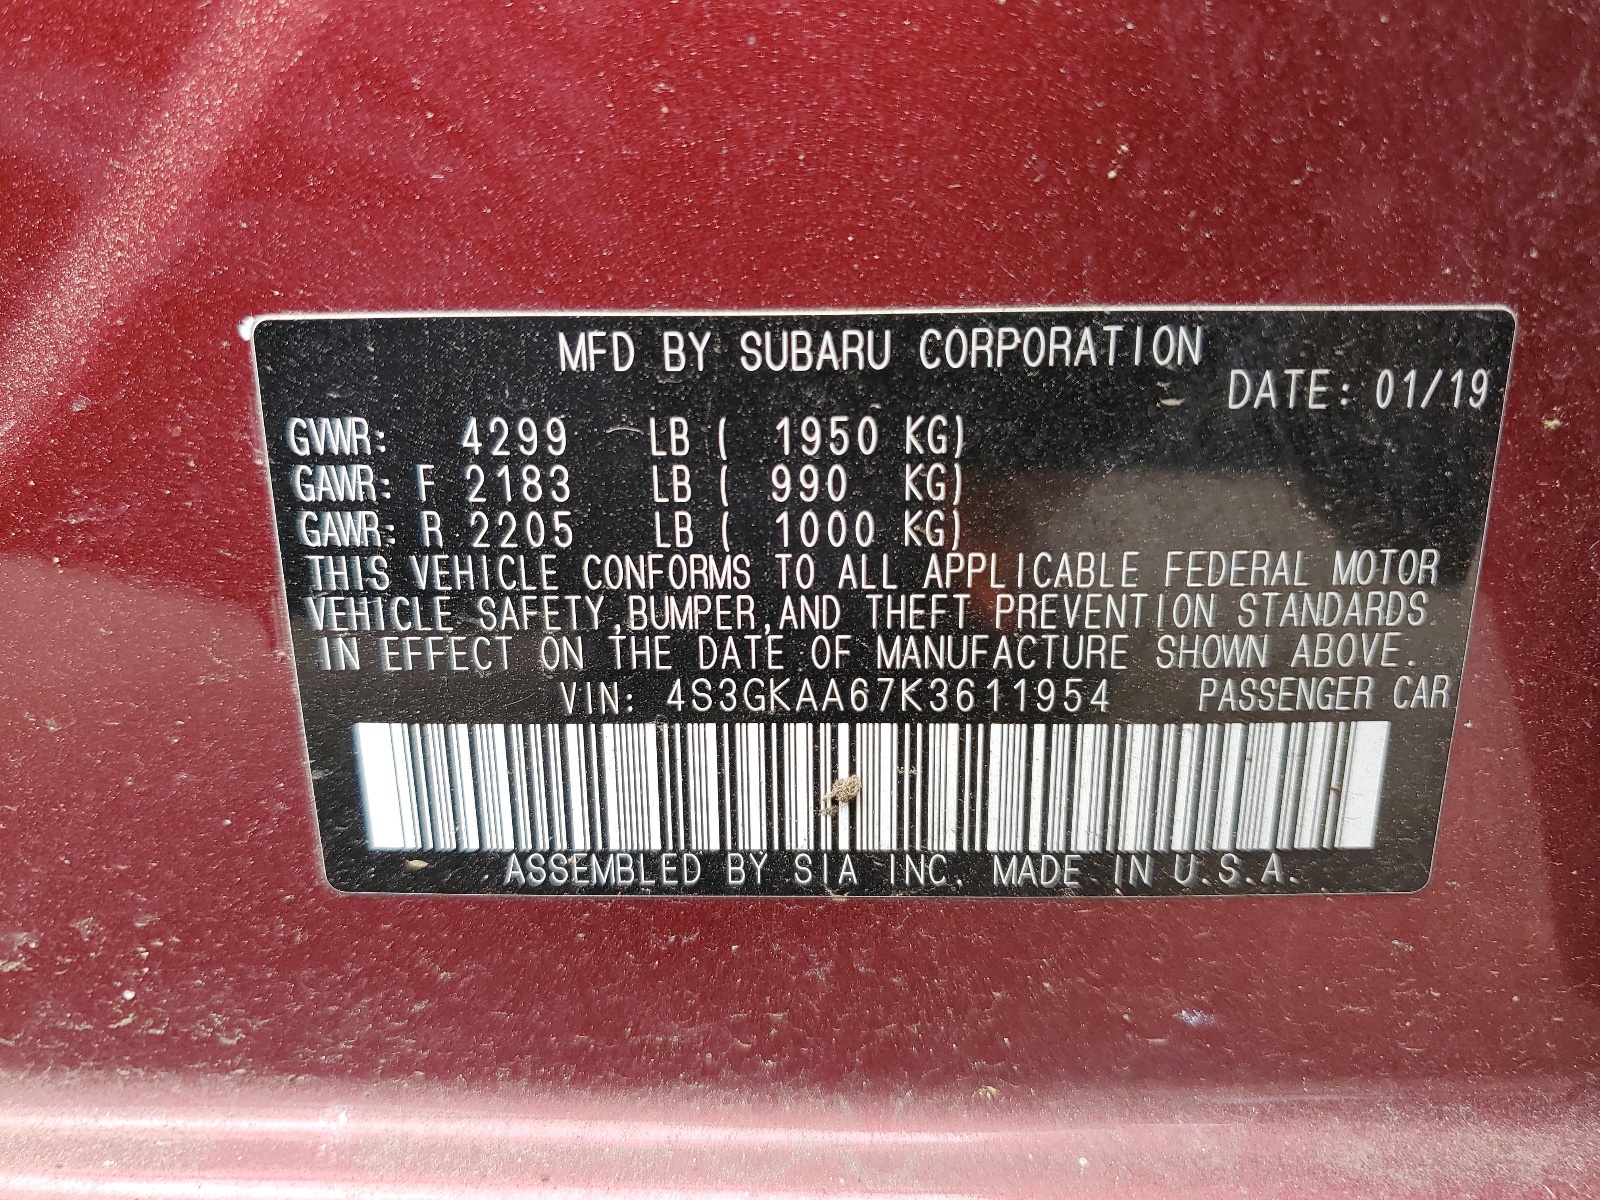 MFD BY SUBARU CORPORATION
DATE: 01/19
GVWR: 4299 LB ( 1950 KG)
GAWR: F 2183 LB ( 990 KG)
GAWR: R 2205 LB ( 1000 KG)
THIS VEHICLE CONFORMS TO ALL APPLICABLE FEDERAL MOTOR
VEHICLE SAFETY, BUMPER, AND THEFT PREVENTION STANDARDS
IN EFFECT ON THE DATE OF MANUFACTURE SHOWN ABOVE.
VIN: 4S3GKAA67K3611954 PASSENGER CAR
ASSEMBLED BY SIA INC. MADE IN U.S.A.